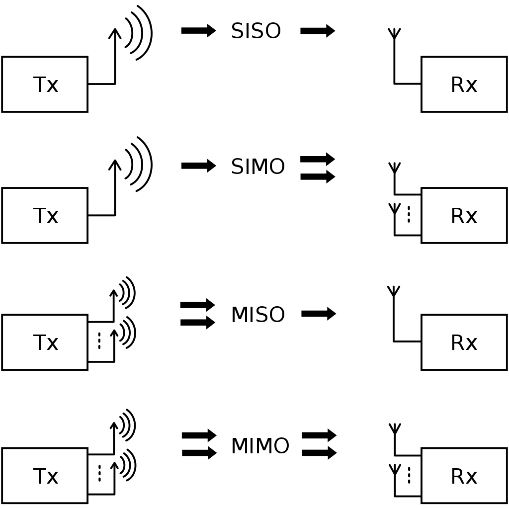 Tx SISO Rx
Tx SIMO Rx
Tx MISO Rx
Tx MIMO Rx